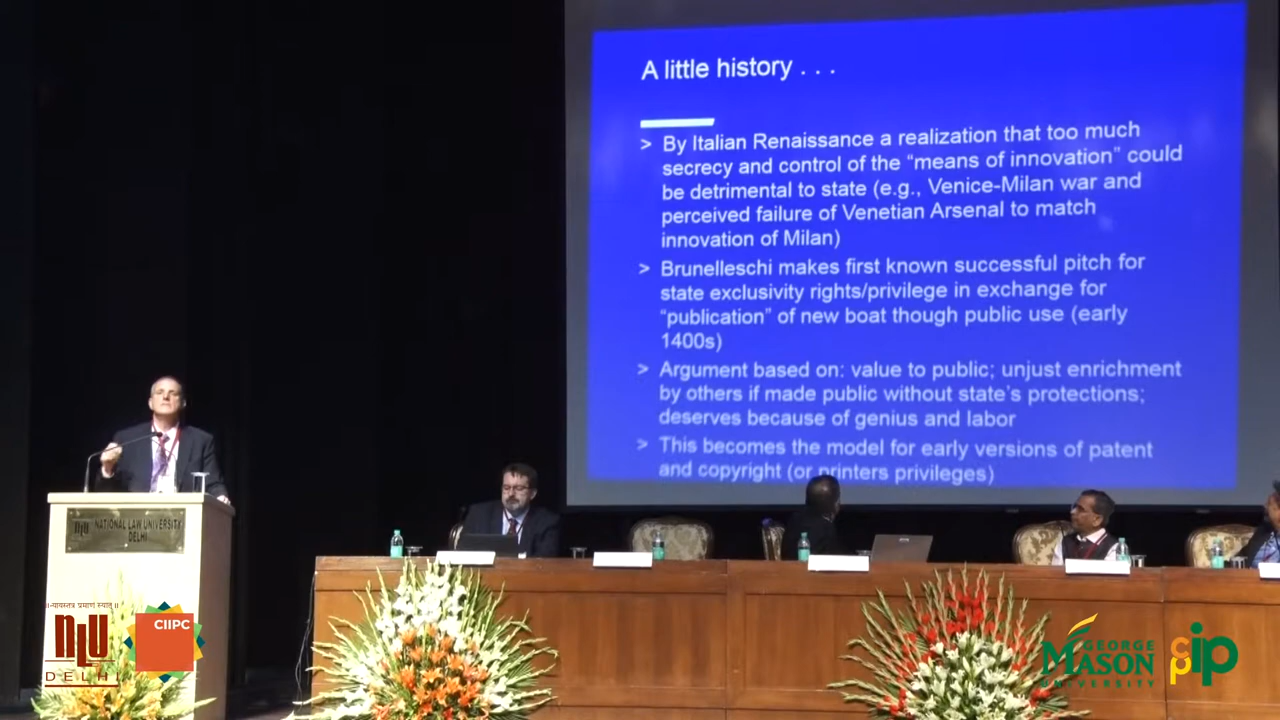 A little history . . .
> By Italian Renaissance a realization that too much
secrecy and control of the “means of innovation” could
be detrimental to state (e.g., Venice-Milan war and
perceived failure of Venetian Arsenal to match
innovation of Milan)
> Brunelleschi makes first known successful pitch for
state exclusivity rights/privilege in exchange for
“publication” of new boat though public use (early
1400s)
> Argument based on: value to public; unjust enrichment
by others if made public without state’s protections;
deserves because of genius and labor
> This becomes the model for early versions of patent
and copyright (or printers privileges)
NLU NATIONAL LAW UNIVERSITY
DELHI
॥न्यायस्तत्र प्रमाणं स्यात्॥
NLU
DELHI
CIIPC
GEORGE
MASON
UNIVERSITY
cpip